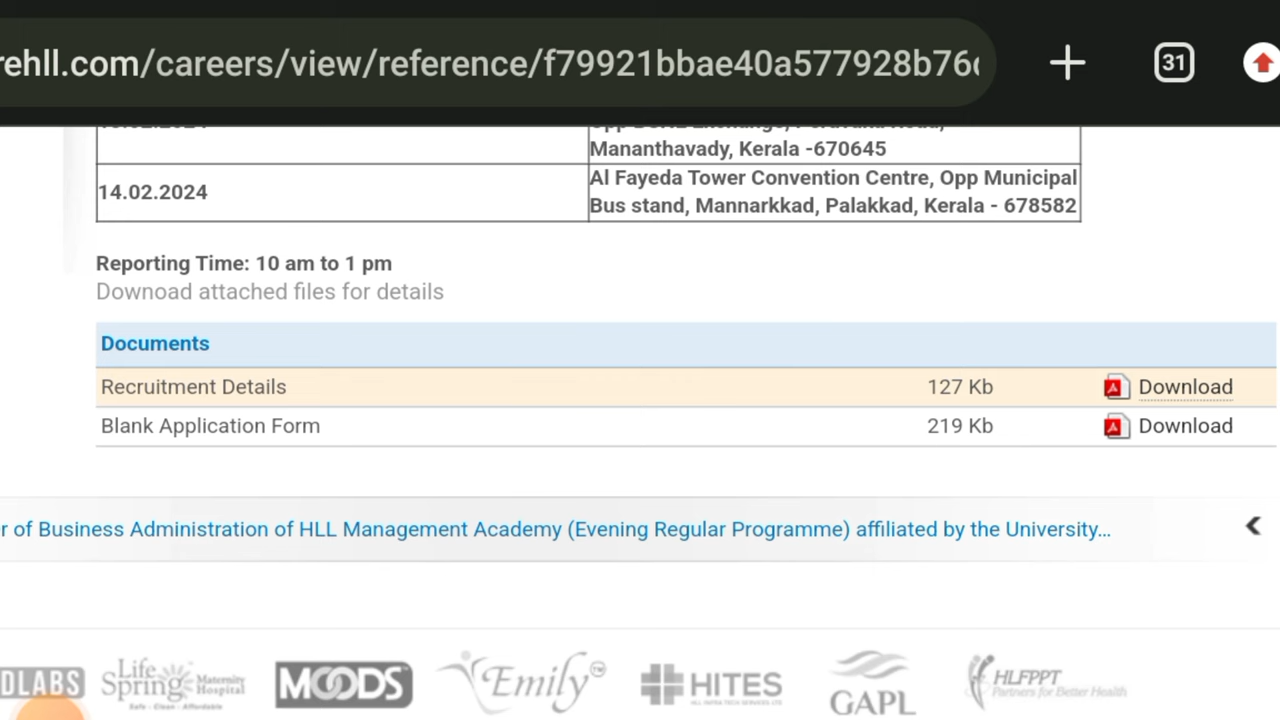 rehll.com/careers/view/reference/f79921bbae40a577928b76
31
Mananthavady, Kerala -670645
14.02.2024
Al Fayeda Tower Convention Centre, Opp Municipal
Bus stand, Mannarkkad, Palakkad, Kerala - 678582
Reporting Time: 10 am to 1 pm
Downoad attached files for details
Documents
Recruitment Details 127 Kb Download
Blank Application Form 219 Kb Download
r of Business Administration of HLL Management Academy (Evening Regular Programme) affiliated by the University...
DLABS
Life Spring Maternity Hospital
Safe - Clean - Affordable
MOODS
Emily
HITES
GAPL
HLFPPT
Partners for Better Health